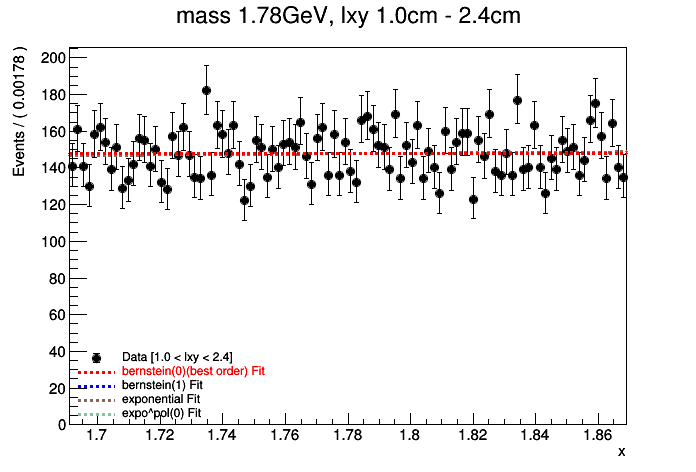 mass 1.78GeV, lxy 1.0cm - 2.4cm
Events / ( 0.00178 )
200
180
160
140
120
100
80
60
40
20
0
Data [1.0 < lxy < 2.4]
bernstein(0)(best order) Fit
bernstein(1) Fit
exponential Fit
expo^pol(0) Fit
1.7 1.72 1.74 1.76 1.78 1.8 1.82 1.84 1.86
x